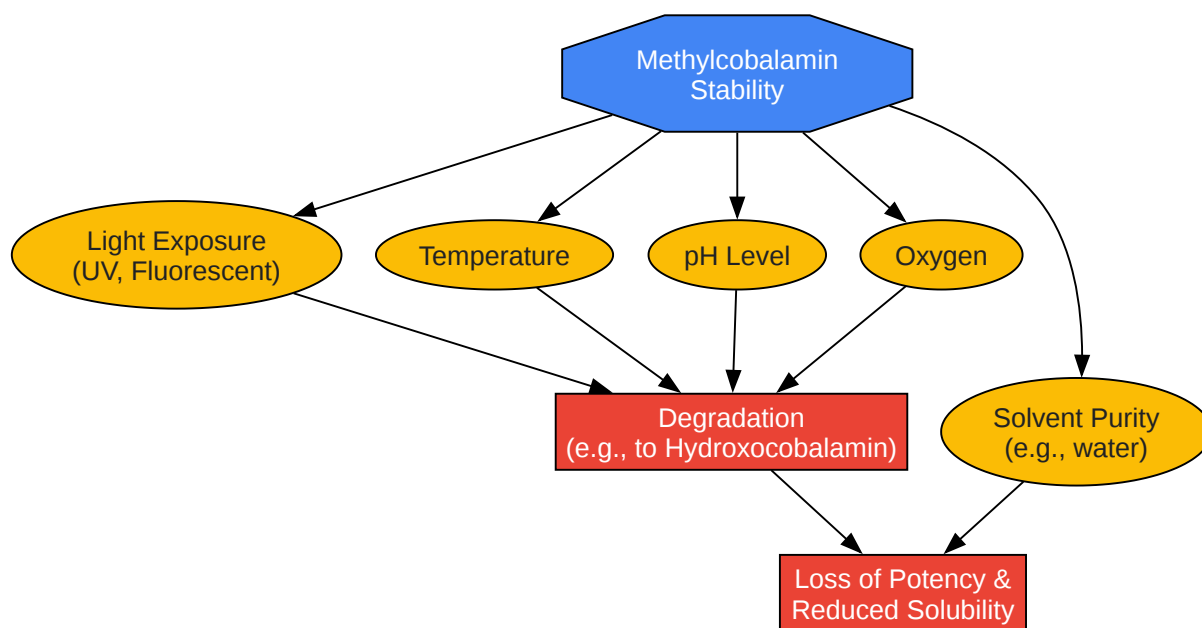 Methylcobalamin
Stability
Light Exposure
(UV, Fluorescent)
Temperature
pH Level
Oxygen
Degradation
(e.g., to Hydroxocobalamin)
Solvent Purity
(e.g., water)
Loss of Potency &
Reduced Solubility